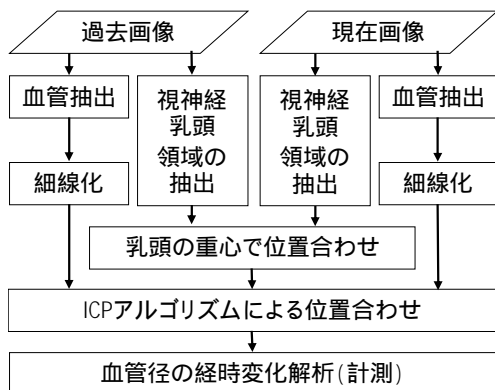 過去画像
現在画像
血管抽出
視神経
乳頭
領域の
抽出
視神経
乳頭
領域の
抽出
血管抽出
細線化
細線化
乳頭の重心で位置合わせ
ICPアルゴリズムによる位置合わせ
血管径の経時変化解析(計測)